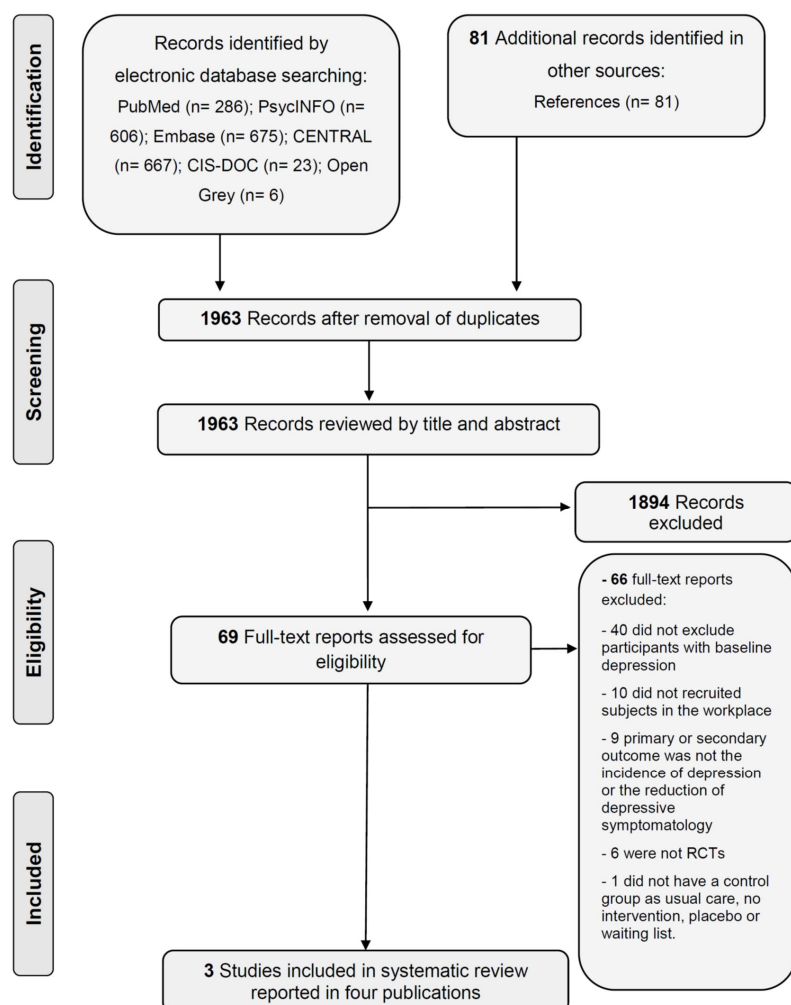 Identification
Records identified by
electronic database searching:
PubMed (n= 286); PsycINFO (n=
606); Embase (n= 675); CENTRAL
(n= 667); CIS-DOC (n= 23); Open
Grey (n= 6)
81 Additional records identified in
other sources:
References (n= 81)
Screening
1963 Records after removal of duplicates
1963 Records reviewed by title and abstract
1894 Records
excluded
Eligibility
69 Full-text reports assessed for
eligibility
- 66 full-text reports
excluded:
- 40 did not exclude
participants with baseline
depression
- 10 did not recruited
subjects in the workplace
- 9 primary or secondary
outcome was not the
incidence of depression
or the reduction of
depressive
symptomatology
- 6 were not RCTs
- 1 did not have a control
group as usual care, no
intervention, placebo or
waiting list.
Included
3 Studies included in systematic review
reported in four publications